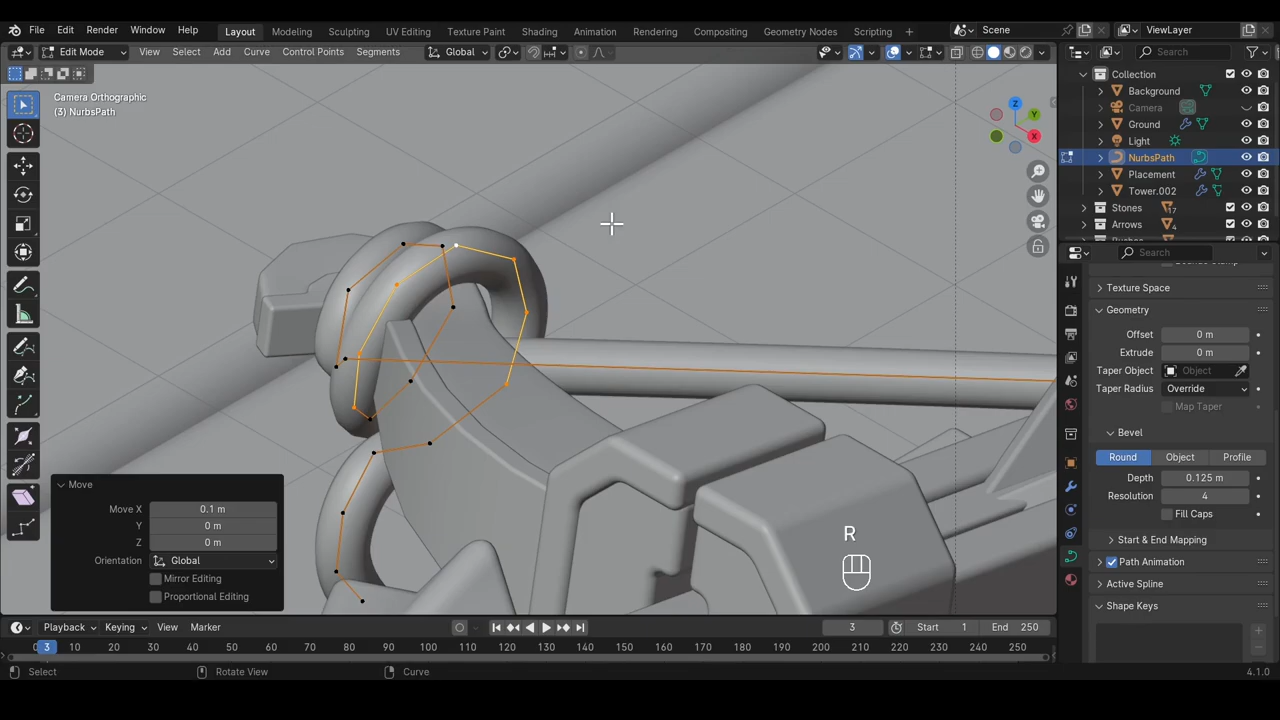 File Edit Render Window Help Layout Modeling Sculpting UV Editing Texture Paint Shading Animation Rendering Compositing Geometry Nodes Scripting + Scene ViewLayer
Edit Mode View Select Add Curve Control Points Segments Global Search
Camera Orthographic
(3) NurbsPath
Z
Y
X
Collection
Background
Camera
Ground
Light
NurbsPath
Placement
Tower.002
Stones 17
Arrows 4
Search
Texture Space
Geometry
Offset 0 m
Extrude 0 m
Taper Object Object
Taper Radius Override
Map Taper
Bevel
Round Object Profile
Depth 0.125 m
Resolution 4
Fill Caps
Start & End Mapping
Path Animation
Active Spline
Shape Keys
Move
Move X 0.1 m
Y 0 m
Z 0 m
Orientation Global
Mirror Editing
Proportional Editing
R
Playback Keying View Marker 3 Start 1 End 250
3 10 20 30 40 50 60 70 80 90 100 110 120 130 140 150 160 170 180 190 200 210 220 230 240 250
Select Rotate View Curve 4.1.0